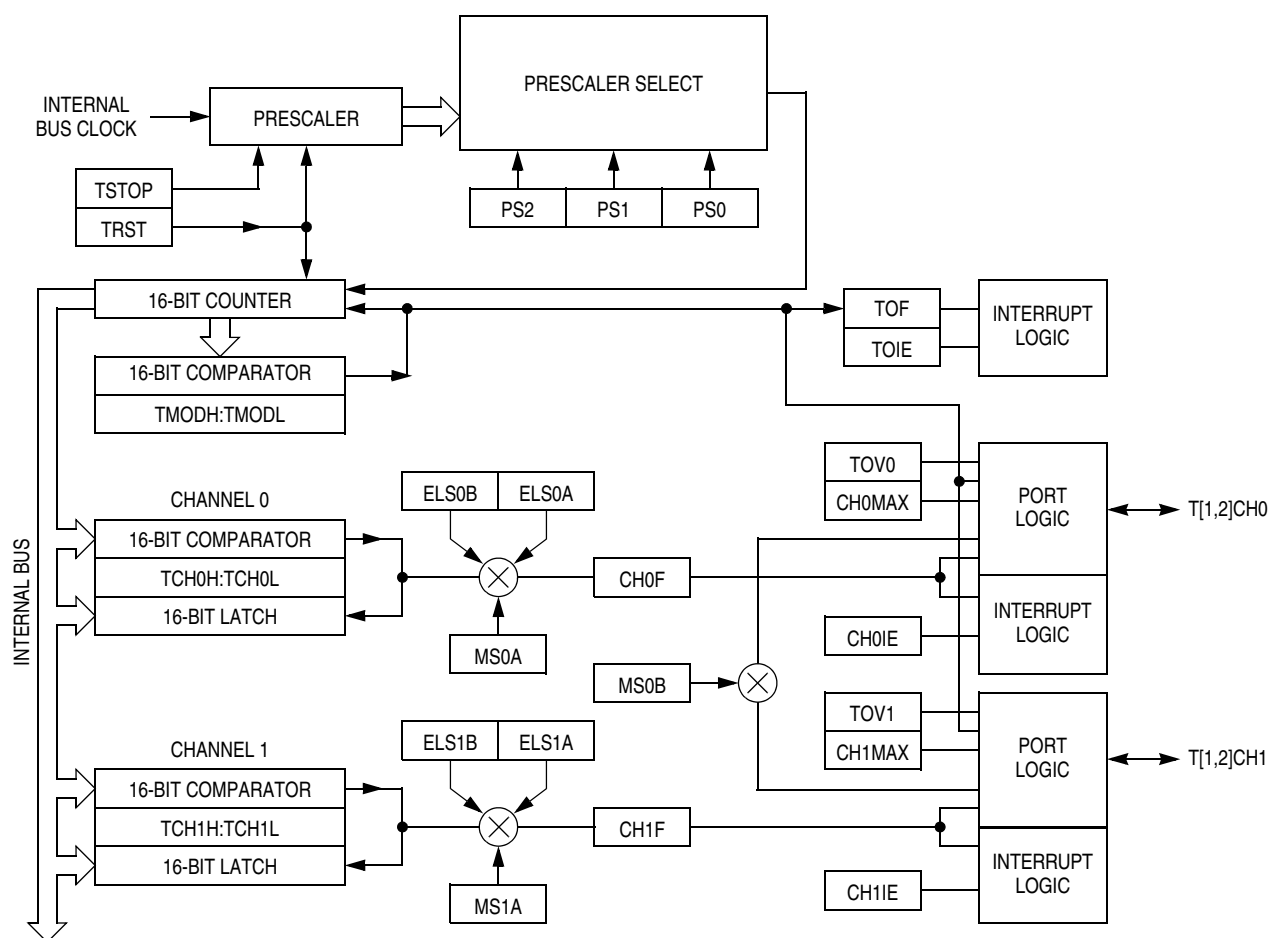 PRESCALER SELECT
INTERNAL
BUS CLOCK
PRESCALER
TSTOP
TRST
PS2
PS1
PS0
16-BIT COUNTER
16-BIT COMPARATOR
TMODH:TMODL
TOF
TOIE
INTERRUPT
LOGIC
INTERNAL BUS
CHANNEL 0
16-BIT COMPARATOR
TCH0H:TCH0L
16-BIT LATCH
ELS0B
ELS0A
MS0A
CH0F
TOV0
CH0MAX
PORT
LOGIC
T[1,2]CH0
CH0IE
INTERRUPT
LOGIC
MS0B
CHANNEL 1
16-BIT COMPARATOR
TCH1H:TCH1L
16-BIT LATCH
ELS1B
ELS1A
MS1A
CH1F
TOV1
CH1MAX
PORT
LOGIC
T[1,2]CH1
CH1IE
INTERRUPT
LOGIC